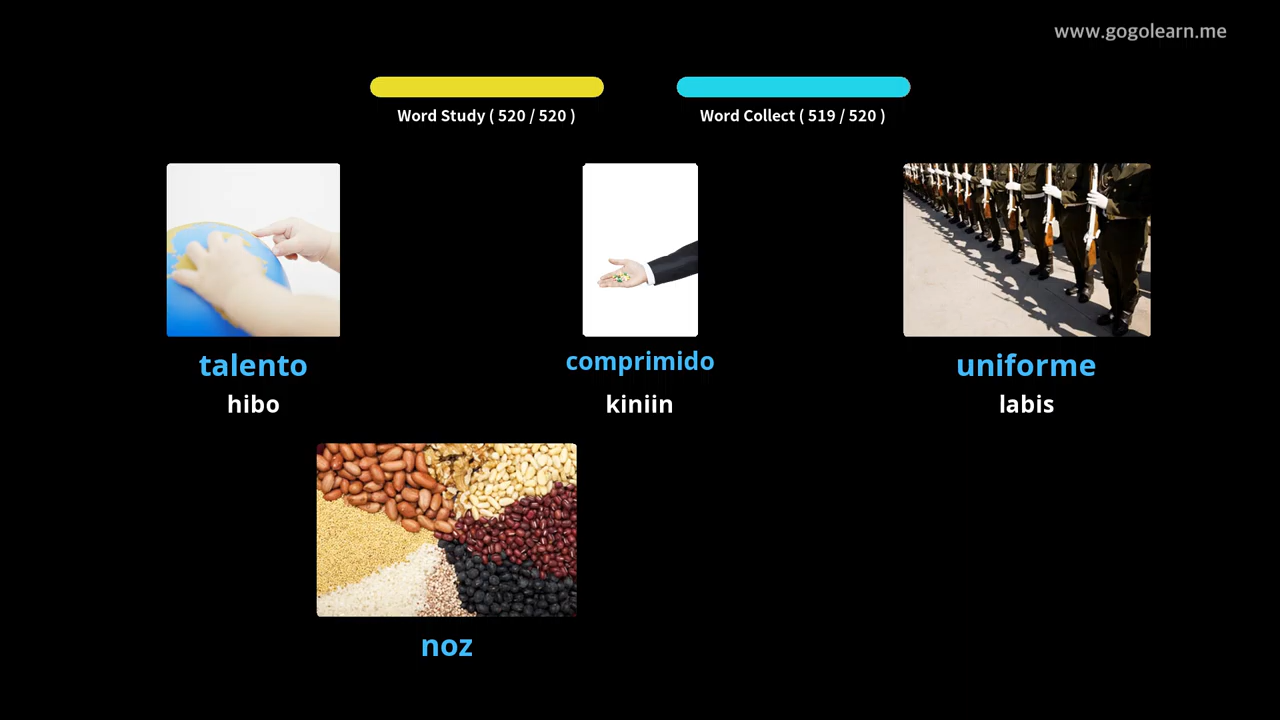 www.gogolearn.me
Word Study ( 520 / 520 )
Word Collect ( 519 / 520 )
talento
comprimido
uniforme
hibo
kiniin
labis
noz